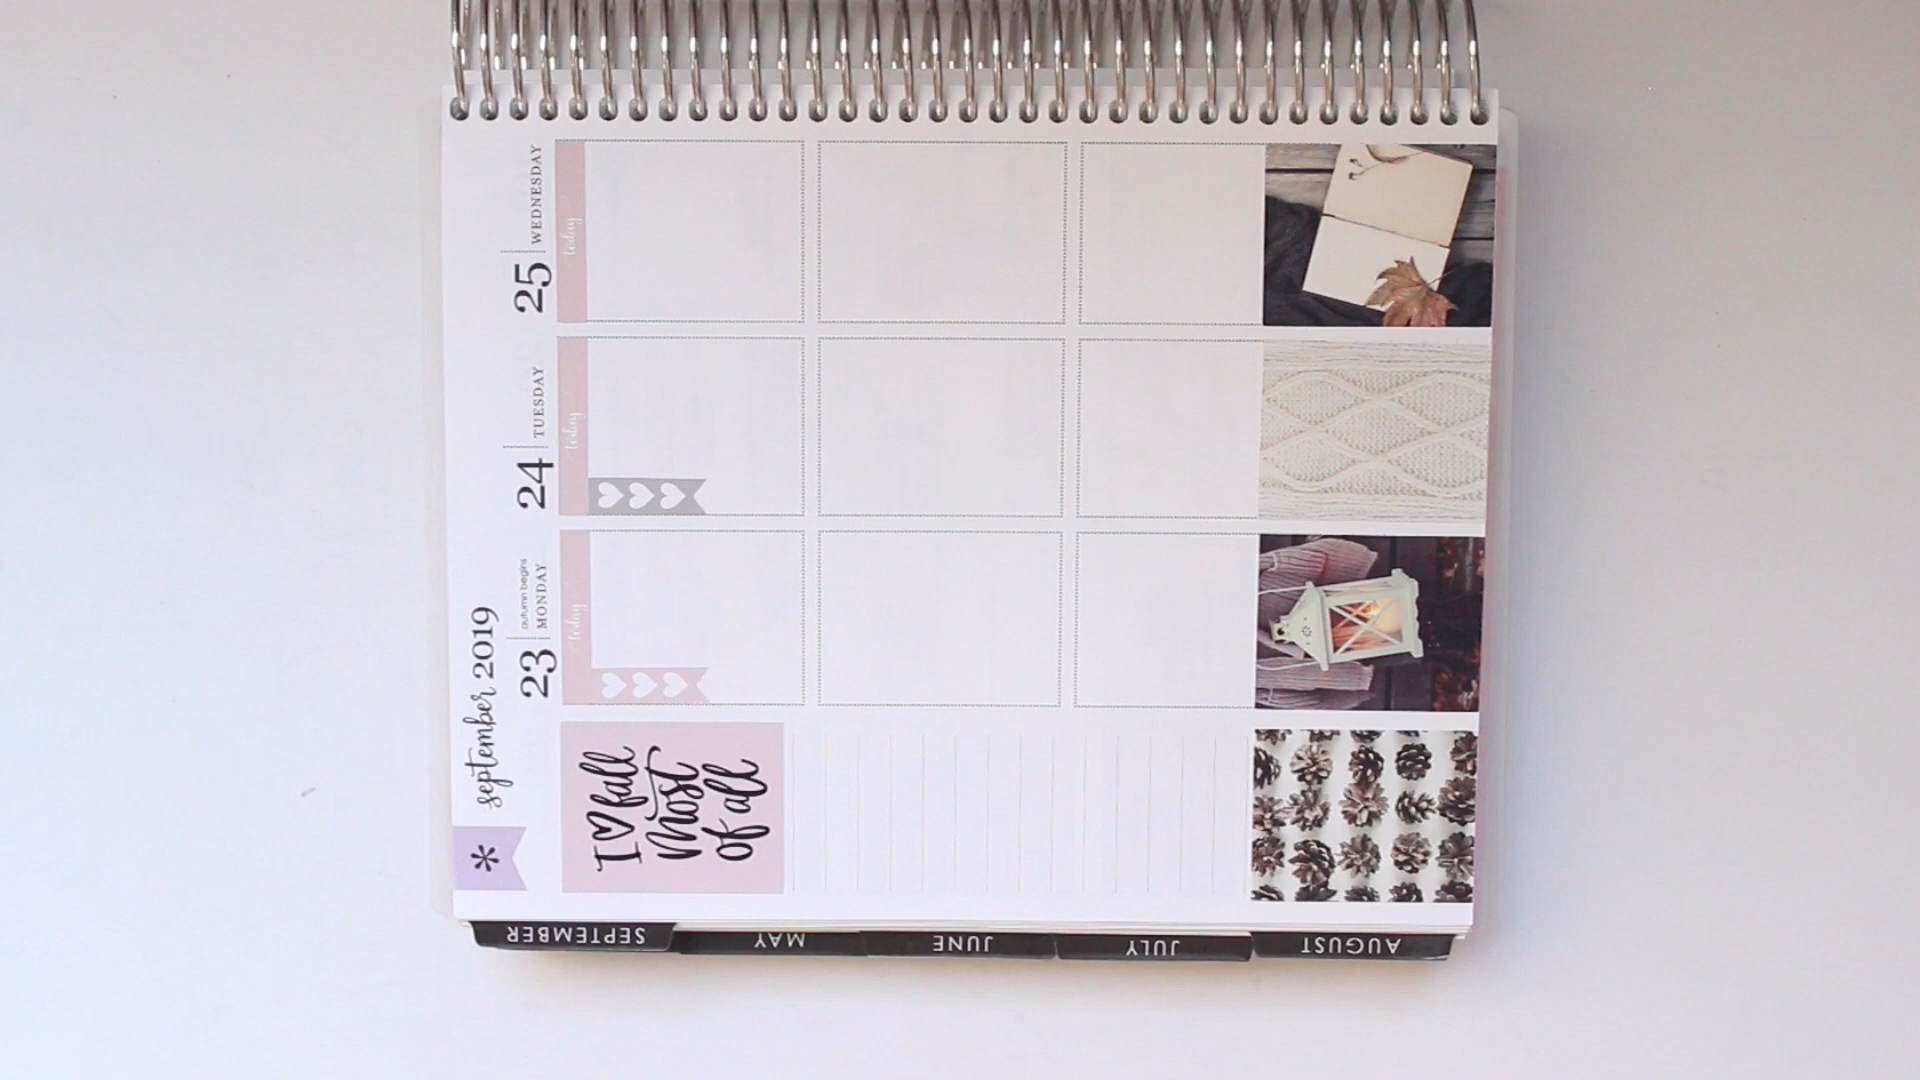 september 2019
*
23
autumn begins
MONDAY
today
24
TUESDAY
today
25
WEDNESDAY
today
I fall
most
of all
SEPTEMBER
MAY
JUNE
JULY
AUGUST